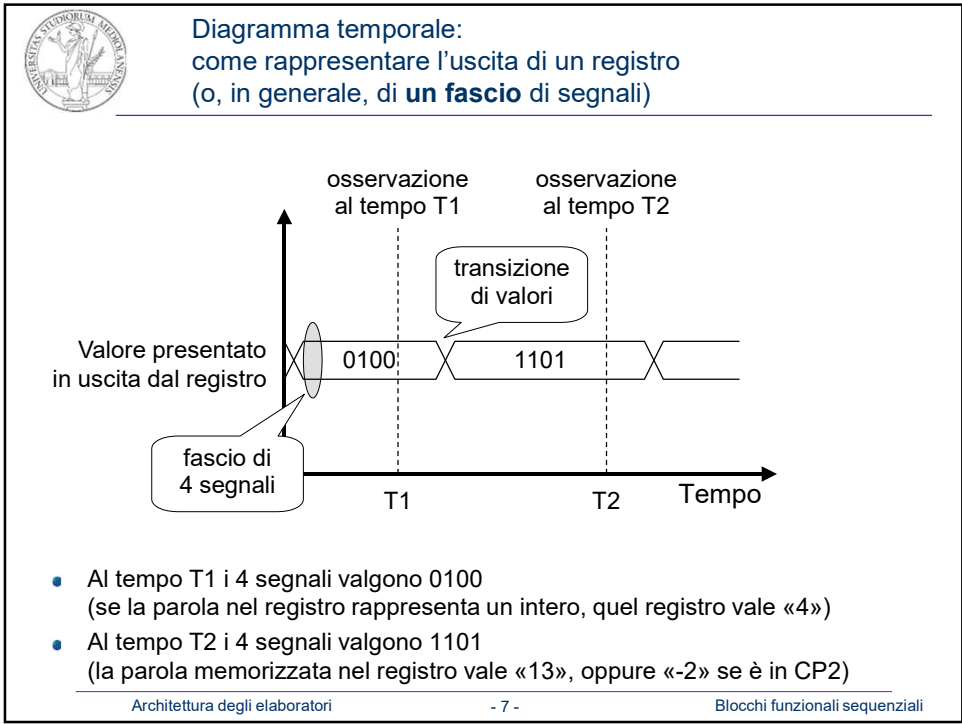 Diagramma temporale:
come rappresentare l'uscita di un registro
(o, in generale, di un fascio di segnali)
osservazione
al tempo T1
osservazione
al tempo T2
transizione
di valori
Valore presentato
in uscita dal registro
0100
1101
fascio di
4 segnali
T1
T2
Tempo
Al tempo T1 i 4 segnali valgono 0100
(se la parola nel registro rappresenta un intero, quel registro vale «4»)
Al tempo T2 i 4 segnali valgono 1101
(la parola memorizzata nel registro vale «13», oppure «-2» se è in CP2)
Architettura degli elaboratori
- 7 -
Blocchi funzionali sequenziali